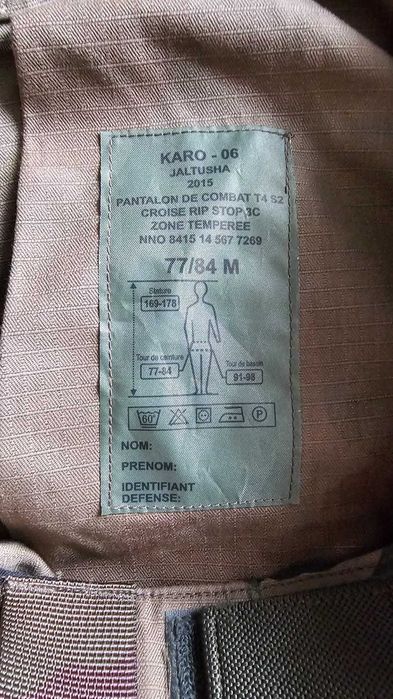 KARO - 06
JALTUSHA
2015
PANTALON DE COMBAT T4 S2
CROISE RIP STOP 3C
ZONE TEMPEREE
NNO 8415 14 567 7269
77/84 M
Stature
169-178
Tour de ceinture
77-84
Tour de bassin
91-98
60°
P
NOM:
PRENOM:
IDENTIFIANT
DEFENSE: